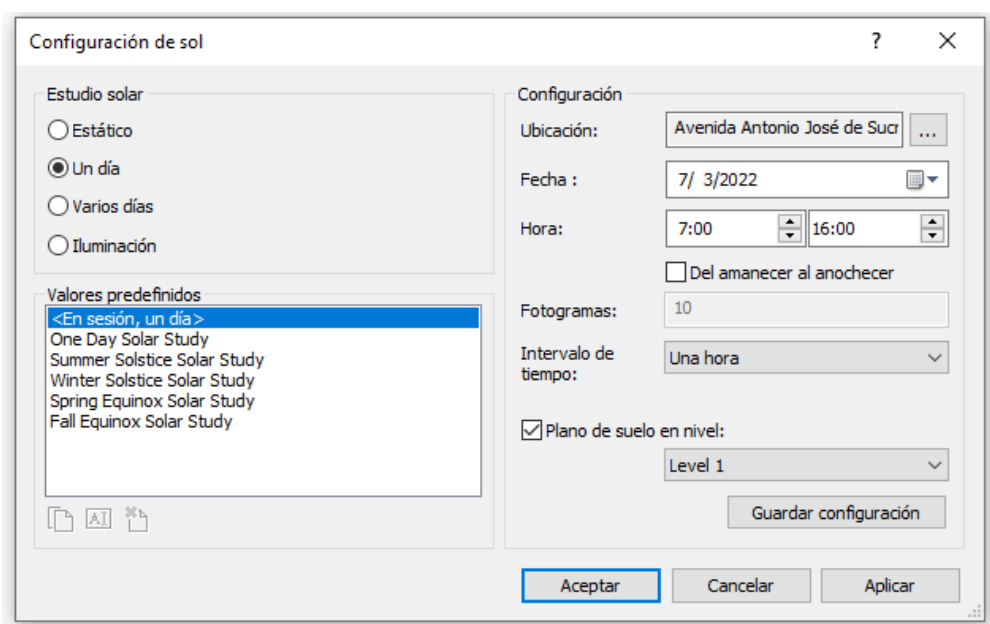 Configuración de sol
?
Estudio solar
Estático
Un día
Varios días
Iluminación
Valores predefinidos
<En sesión, un día>
One Day Solar Study
Summer Solstice Solar Study
Winter Solstice Solar Study
Spring Equinox Solar Study
Fall Equinox Solar Study
AI
Configuración
Ubicación: Avenida Antonio José de Sucr ...
Fecha : 7/ 3/2022
Hora: 7:00 16:00
Del amanecer al anochecer
Fotogramas: 10
Intervalo de
tiempo: Una hora
Plano de suelo en nivel:
Level 1
Guardar configuración
Aceptar Cancelar Aplicar